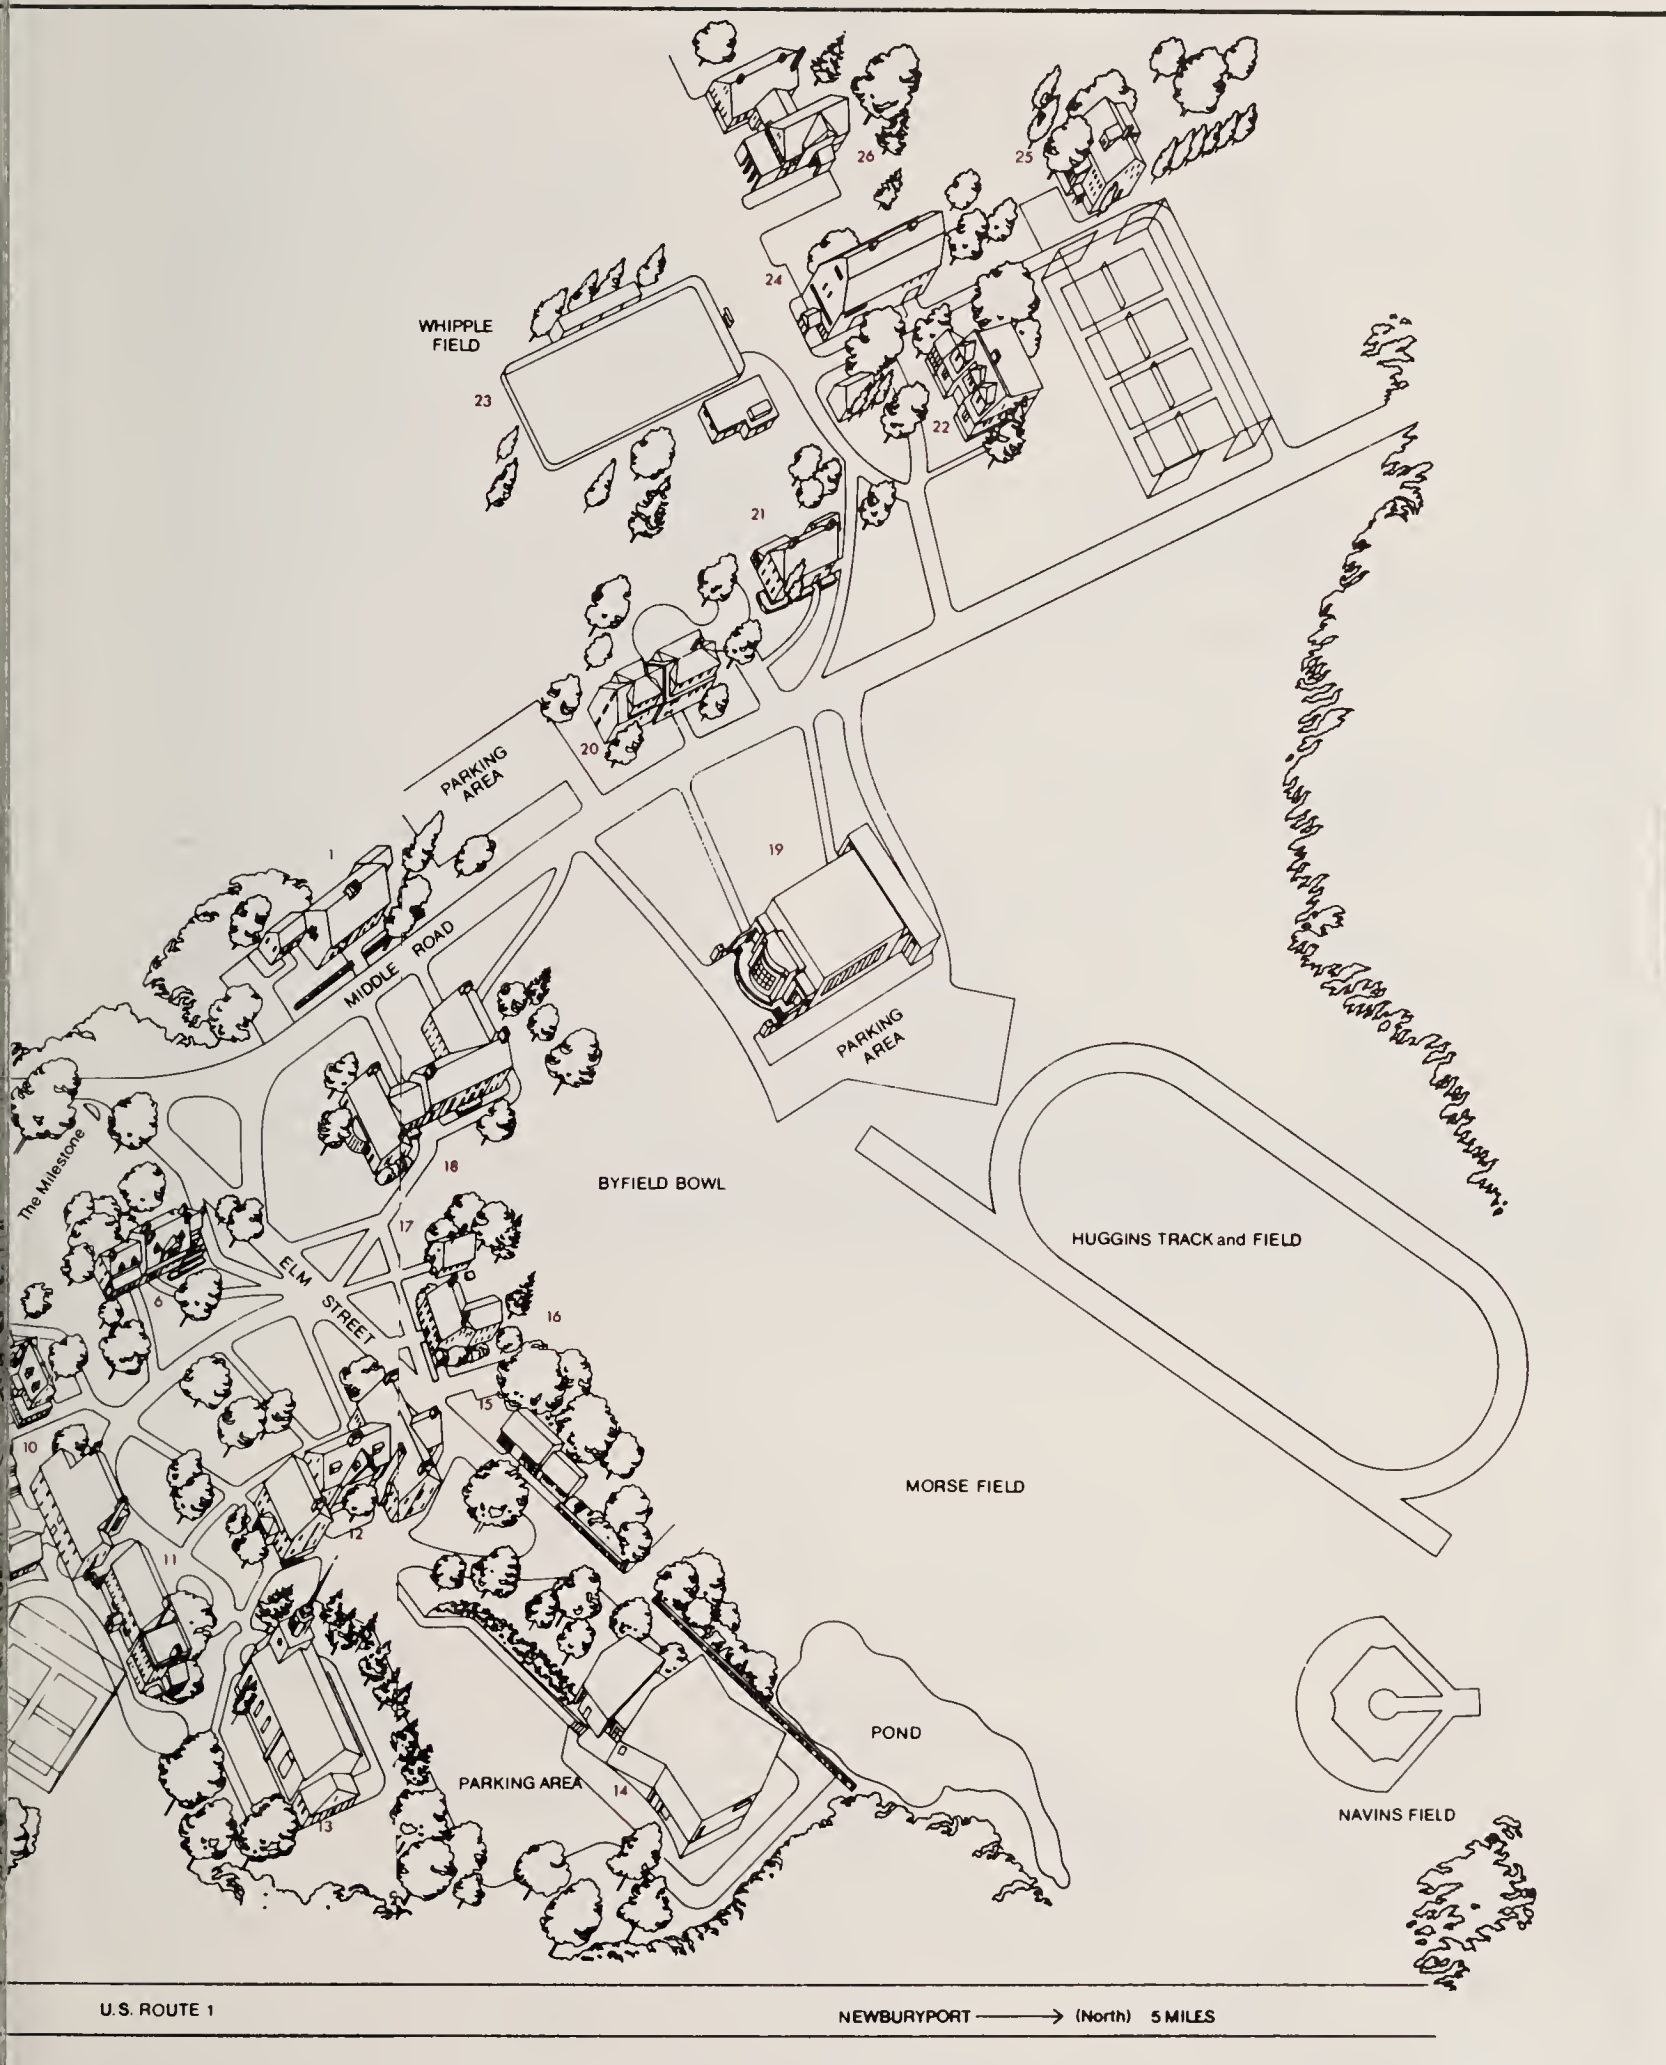 26
25
24
WHIPPLE
FIELD
23
22
21
20
PARKING
AREA
1
19
MIDDLE ROAD
PARKING
AREA
The Milestone
18
BYFIELD BOWL
17
HUGGINS TRACK and FIELD
ELM STREET
6
16
15
10
MORSE FIELD
12
11
POND
PARKING AREA
14
NAVINS FIELD
13
U.S. ROUTE 1
NEWBURYPORT ⟶ (North) 5 MILES